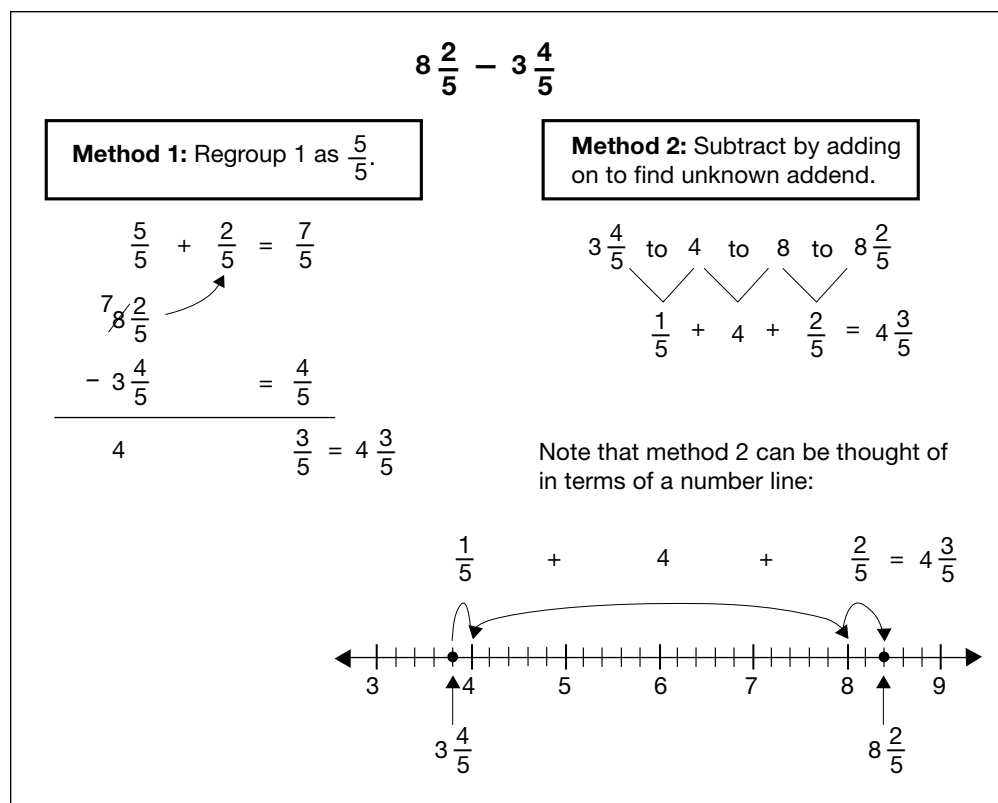 8 2/5 − 3 4/5
Method 1: Regroup 1 as 5/5.
5/5 + 2/5 = 7/5
7
8 2/5
− 3 4/5 = 4/5
4 3/5 = 4 3/5
Method 2: Subtract by adding
on to find unknown addend.
3 4/5 to 4 to 8 to 8 2/5
1/5 + 4 + 2/5 = 4 3/5
Note that method 2 can be thought of
in terms of a number line:
1/5 + 4 + 2/5 = 4 3/5
3 4 5 6 7 8 9
3 4/5 8 2/5